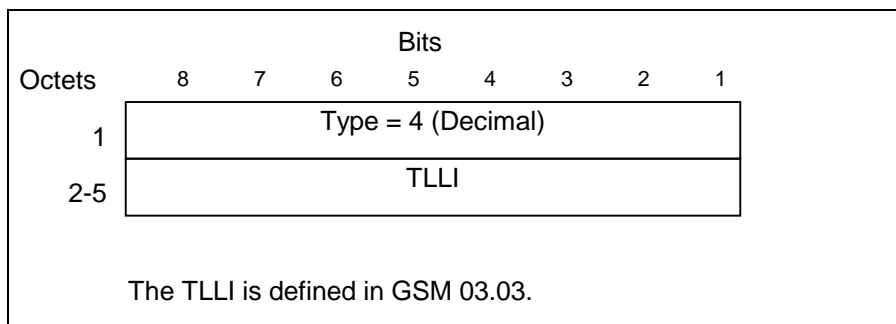 Bits
Octets 8 7 6 5 4 3 2 1
1 Type = 4 (Decimal)
2-5 TLLI
The TLLI is defined in GSM 03.03.